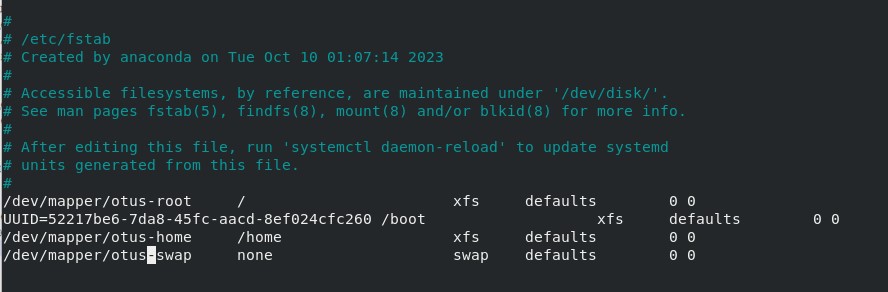 #
# /etc/fstab
# Created by anaconda on Tue Oct 10 01:07:14 2023
#
# Accessible filesystems, by reference, are maintained under '/dev/disk/'.
# See man pages fstab(5), findfs(8), mount(8) and/or blkid(8) for more info.
#
# After editing this file, run 'systemctl daemon-reload' to update systemd
# units generated from this file.
#
/dev/mapper/otus-root     /                       xfs     defaults        0 0
UUID=52217be6-7da8-45fc-aacd-8ef024cfc260 /boot                   xfs     defaults        0 0
/dev/mapper/otus-home     /home                   xfs     defaults        0 0
/dev/mapper/otus-swap     none                    swap    defaults        0 0